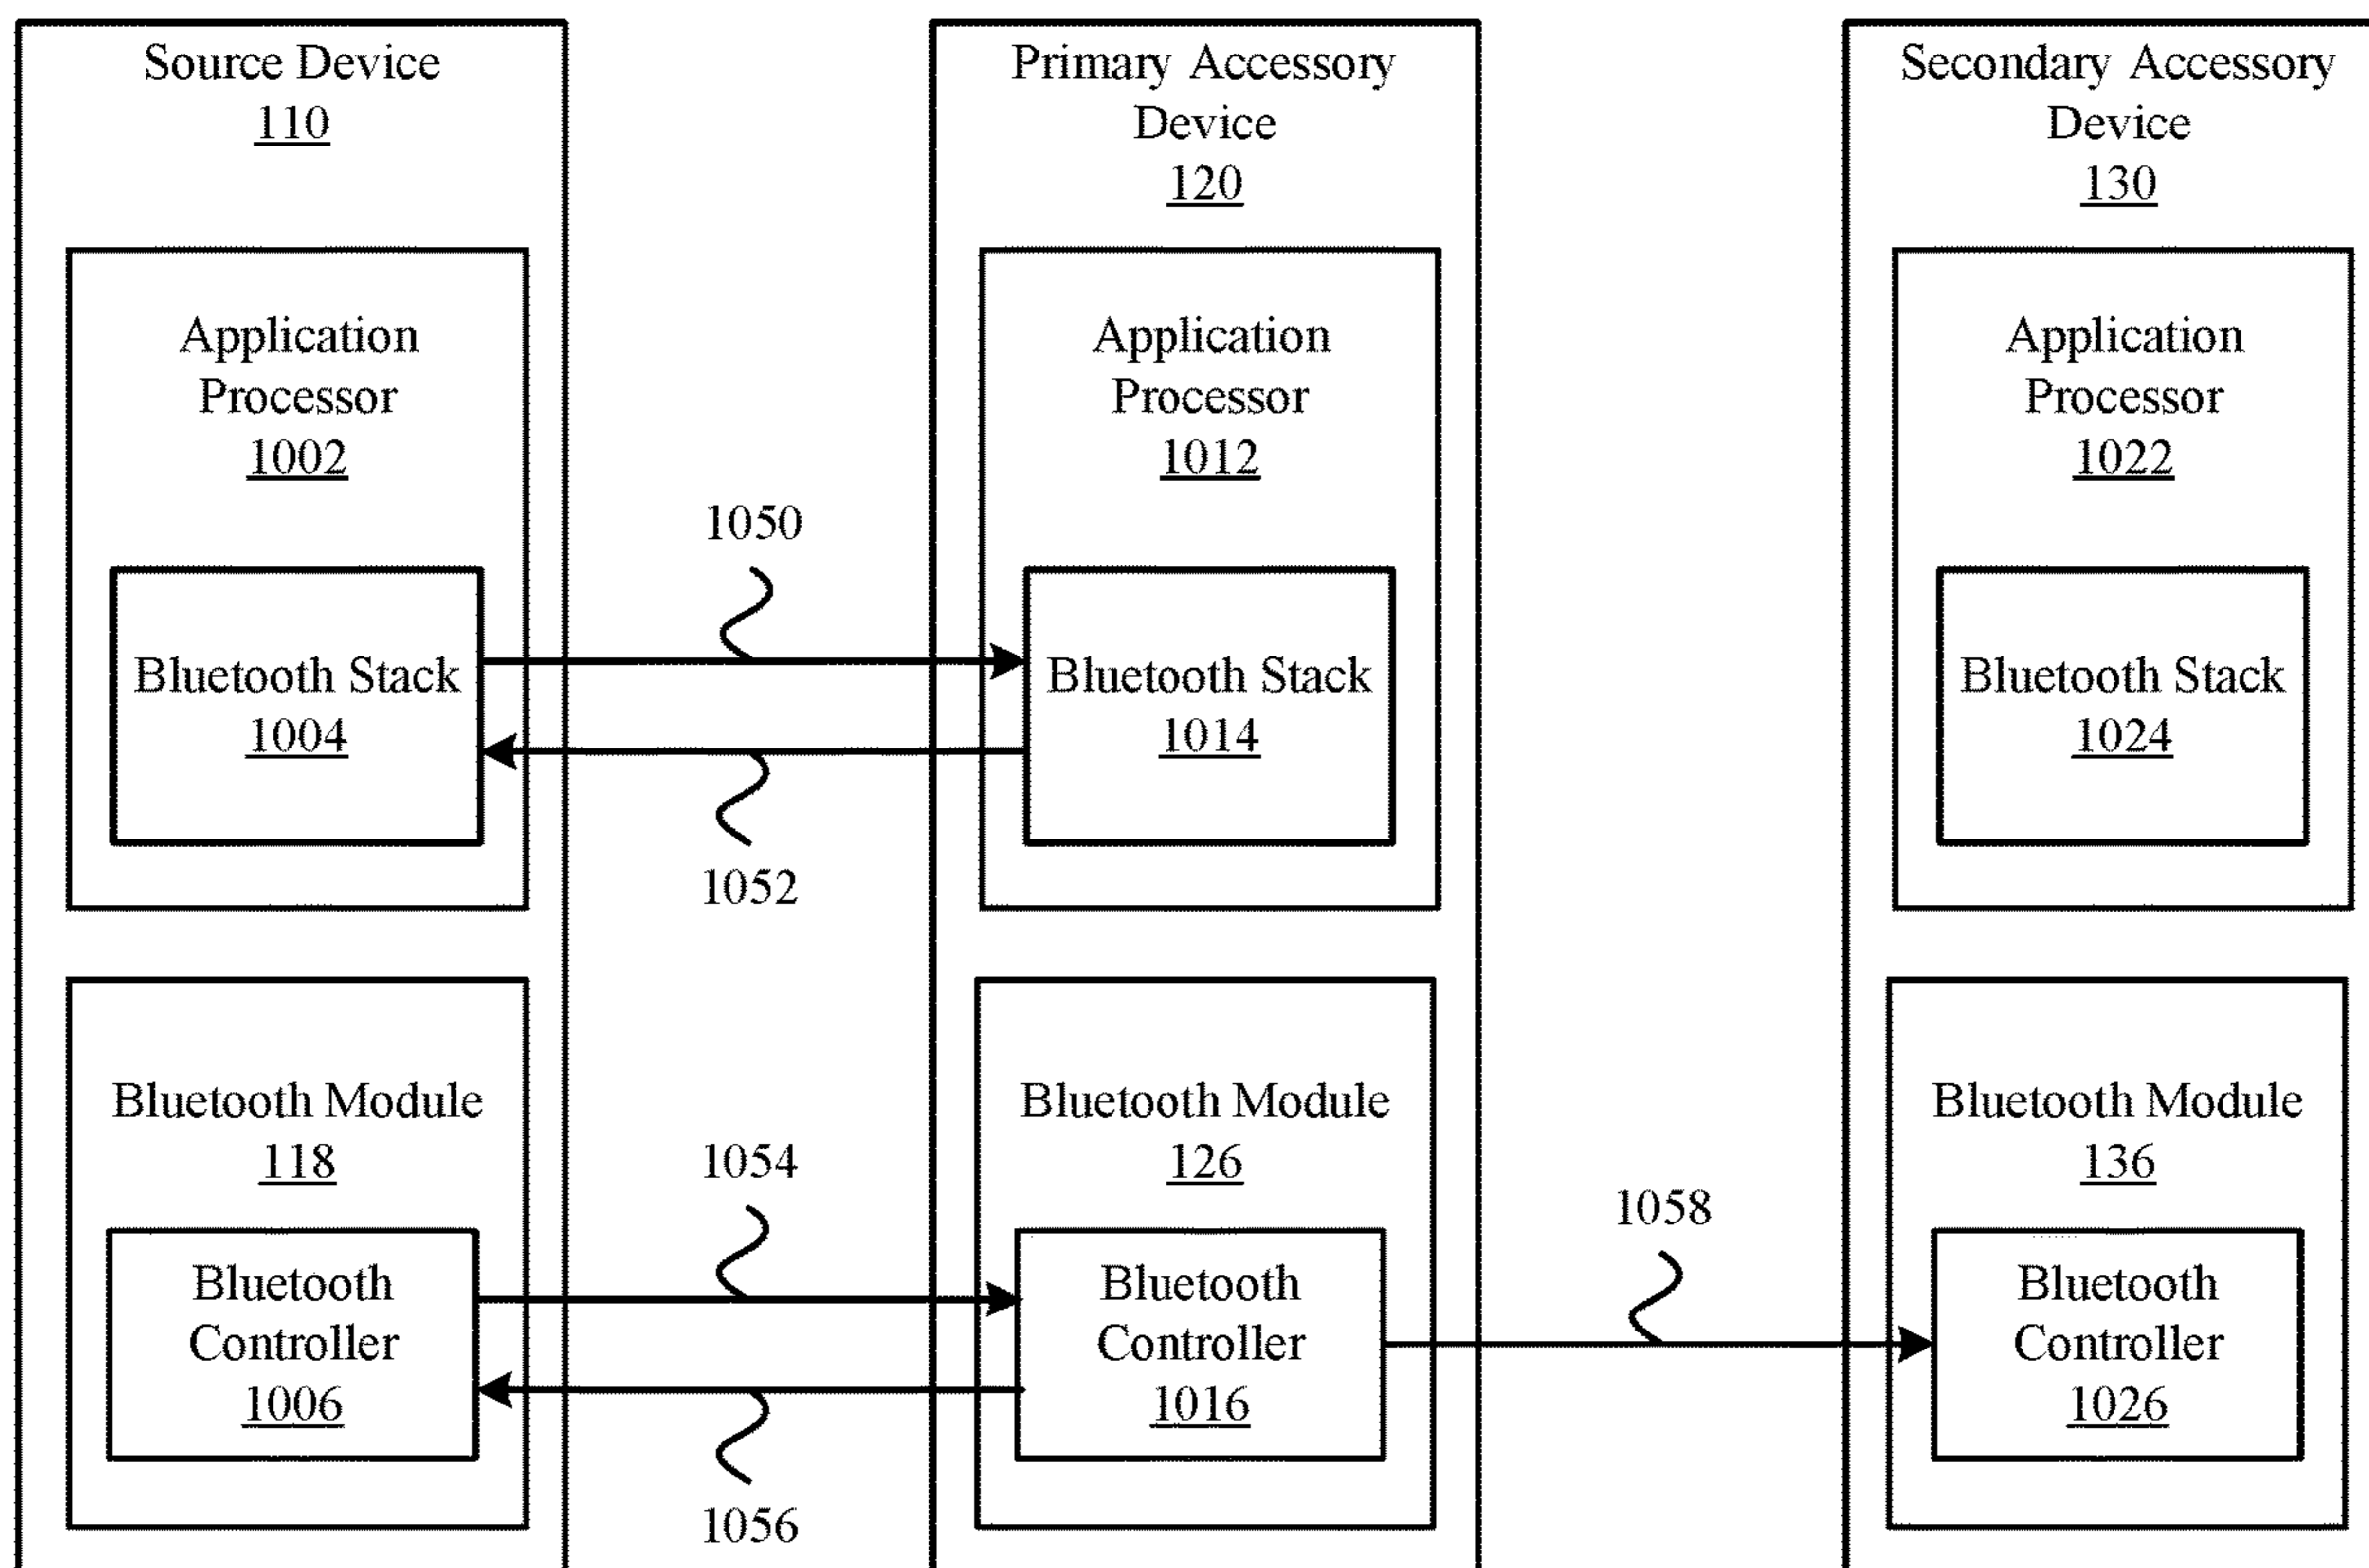 Source Device
110
Application
Processor
1002
Bluetooth Stack
1004
Bluetooth Module
118
Bluetooth
Controller
1006
1050
1052
1054
1056
Primary Accessory
Device
120
Application
Processor
1012
Bluetooth Stack
1014
Bluetooth Module
126
Bluetooth
Controller
1016
1058
Secondary Accessory
Device
130
Application
Processor
1022
Bluetooth Stack
1024
Bluetooth Module
136
Bluetooth
Controller
1026